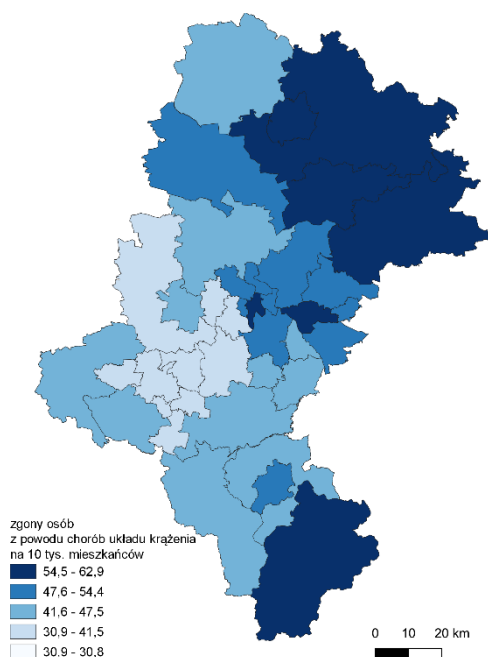 zgony osób
z powodu chorób układu krążenia
na 10 tys. mieszkańców
54,5 - 62,9
47,6 - 54,4
41,6 - 47,5
30,9 - 41,5
30,9 - 30,8
0 10 20 km